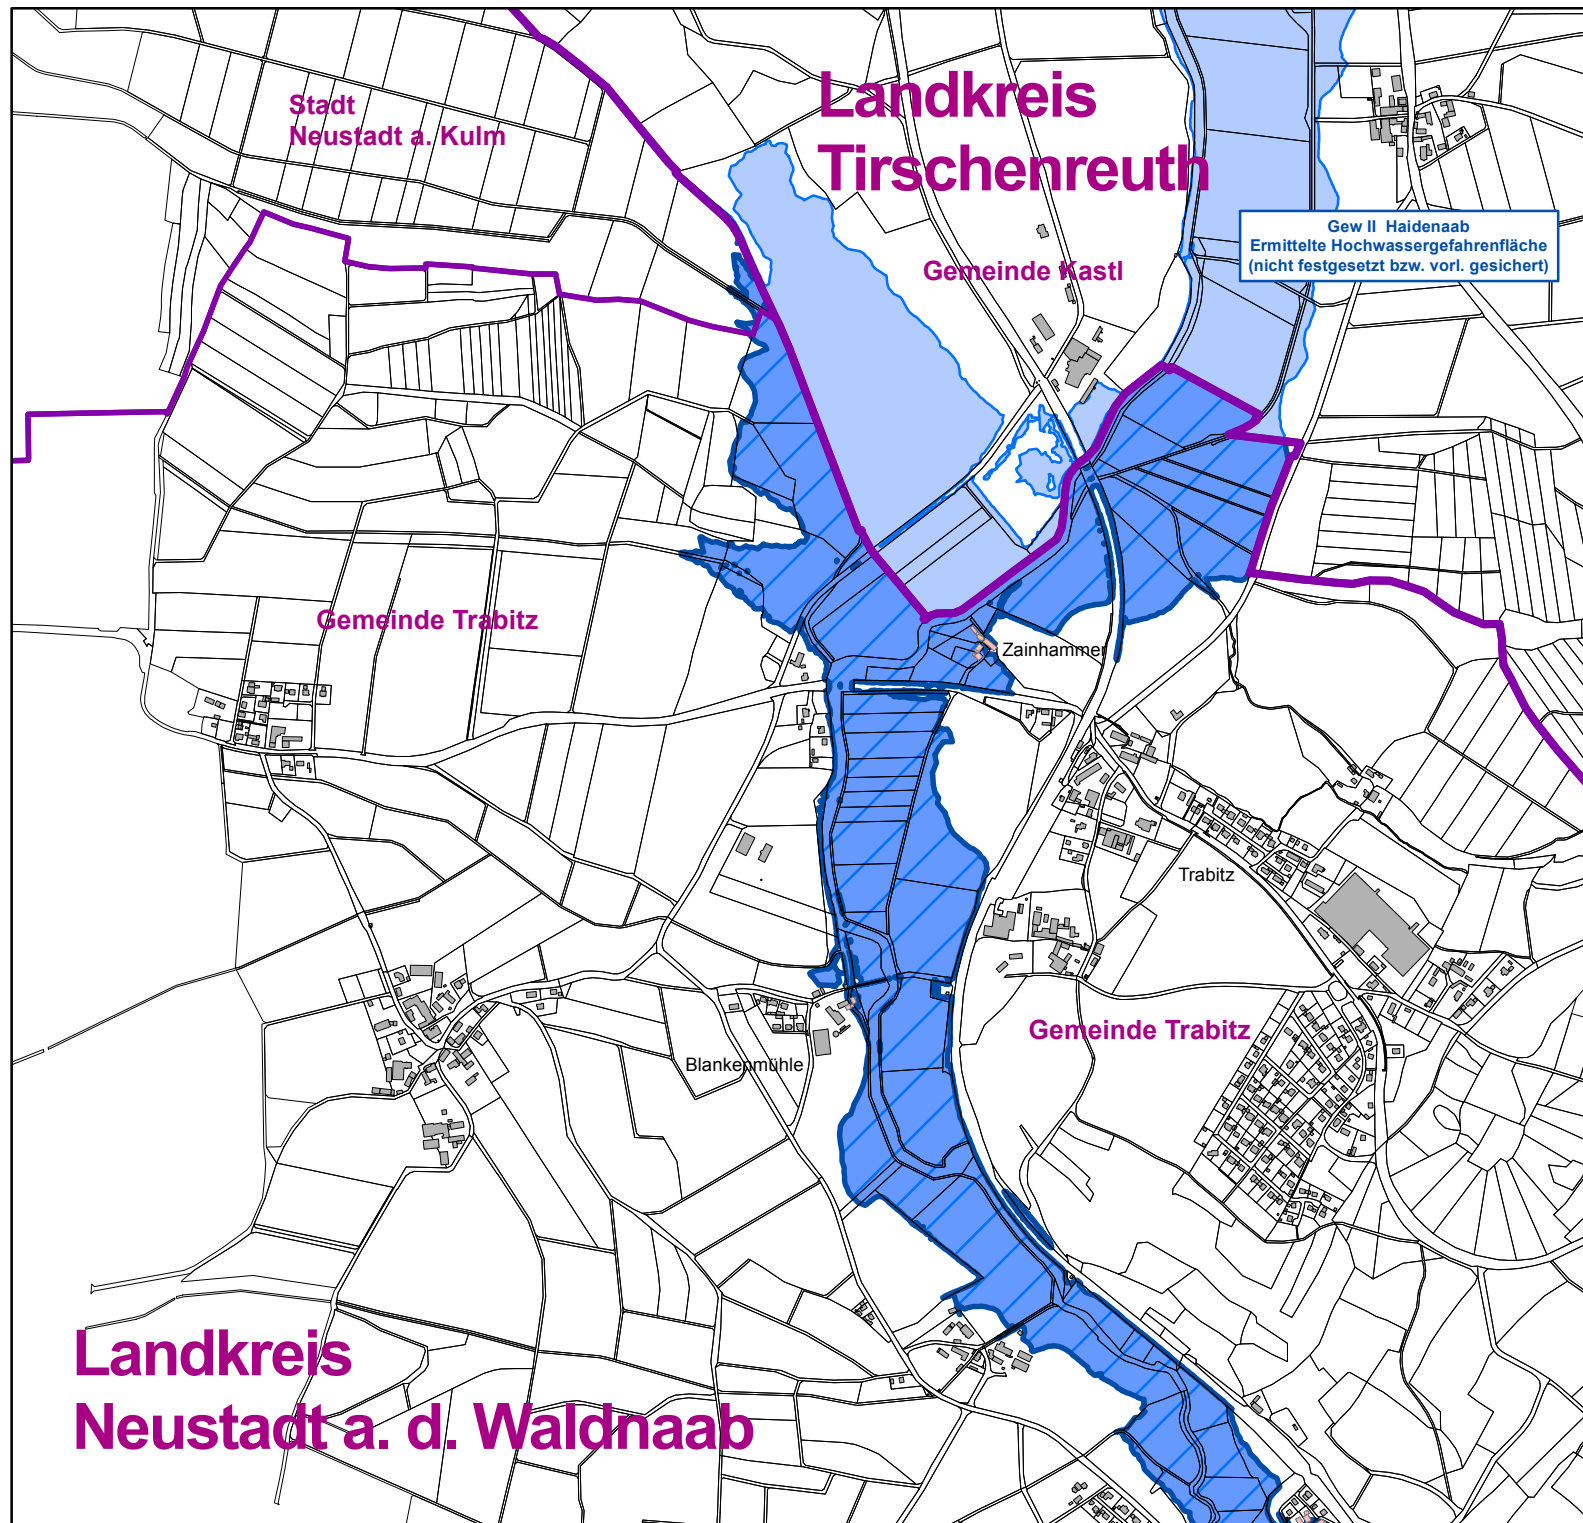 Landkreis
Tirschenreuth
Stadt
Neustadt a. Kulm
Gew II  Haidenaab
Ermittelte Hochwassergefahrenfläche
(nicht festgesetzt bzw. vorl. gesichert)
Gemeinde Kastl
Gemeinde Trabitz
Zainhammer
Trabitz
Gemeinde Trabitz
Blankenmühle
Landkreis
Neustadt a. d. Waldnaab